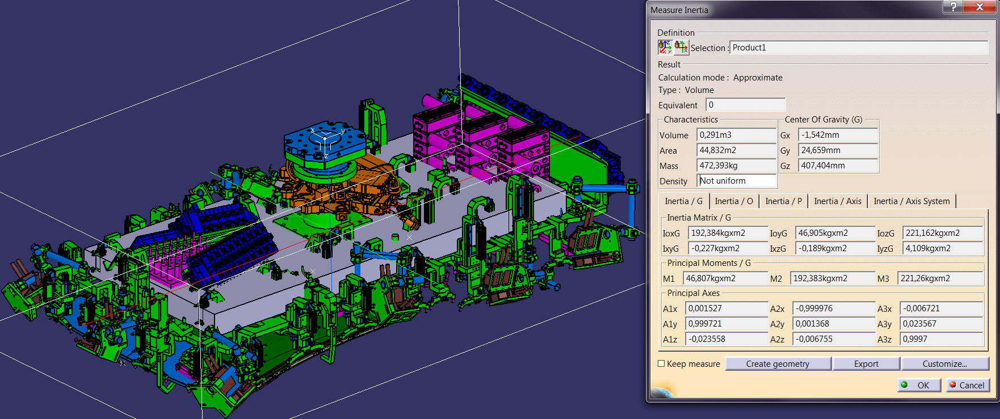 Measure Inertia
Definition
Selection : Product1
Result
Calculation mode : Approximate
Type : Volume
Equivalent 0
Characteristics Center Of Gravity (G)
Volume 0,291m3 Gx -1,542mm
Area 44,832m2 Gy 24,659mm
Mass 472,393kg Gz 407,404mm
Density Not uniform
Inertia / G Inertia / O Inertia / P Inertia / Axis Inertia / Axis System
Inertia Matrix / G
IoxG 192,384kgxm2 IoyG 46,905kgxm2 IozG 221,162kgxm2
IxyG -0,227kgxm2 IxzG -0,189kgxm2 IyzG 4,109kgxm2
Principal Moments / G
M1 46,807kgxm2 M2 192,383kgxm2 M3 221,26kgxm2
Principal Axes
A1x 0,001527 A2x -0,999976 A3x -0,006721
A1y 0,999721 A2y 0,001368 A3y 0,023567
A1z -0,023558 A2z -0,006755 A3z 0,9997
Keep measure Create geometry Export Customize...
OK Cancel
x y
z